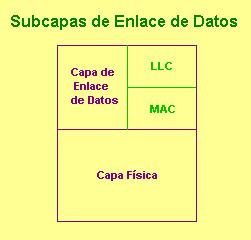 Subcapas de Enlace de Datos
Capa de
Enlace
de Datos
LLC
MAC
Capa Física